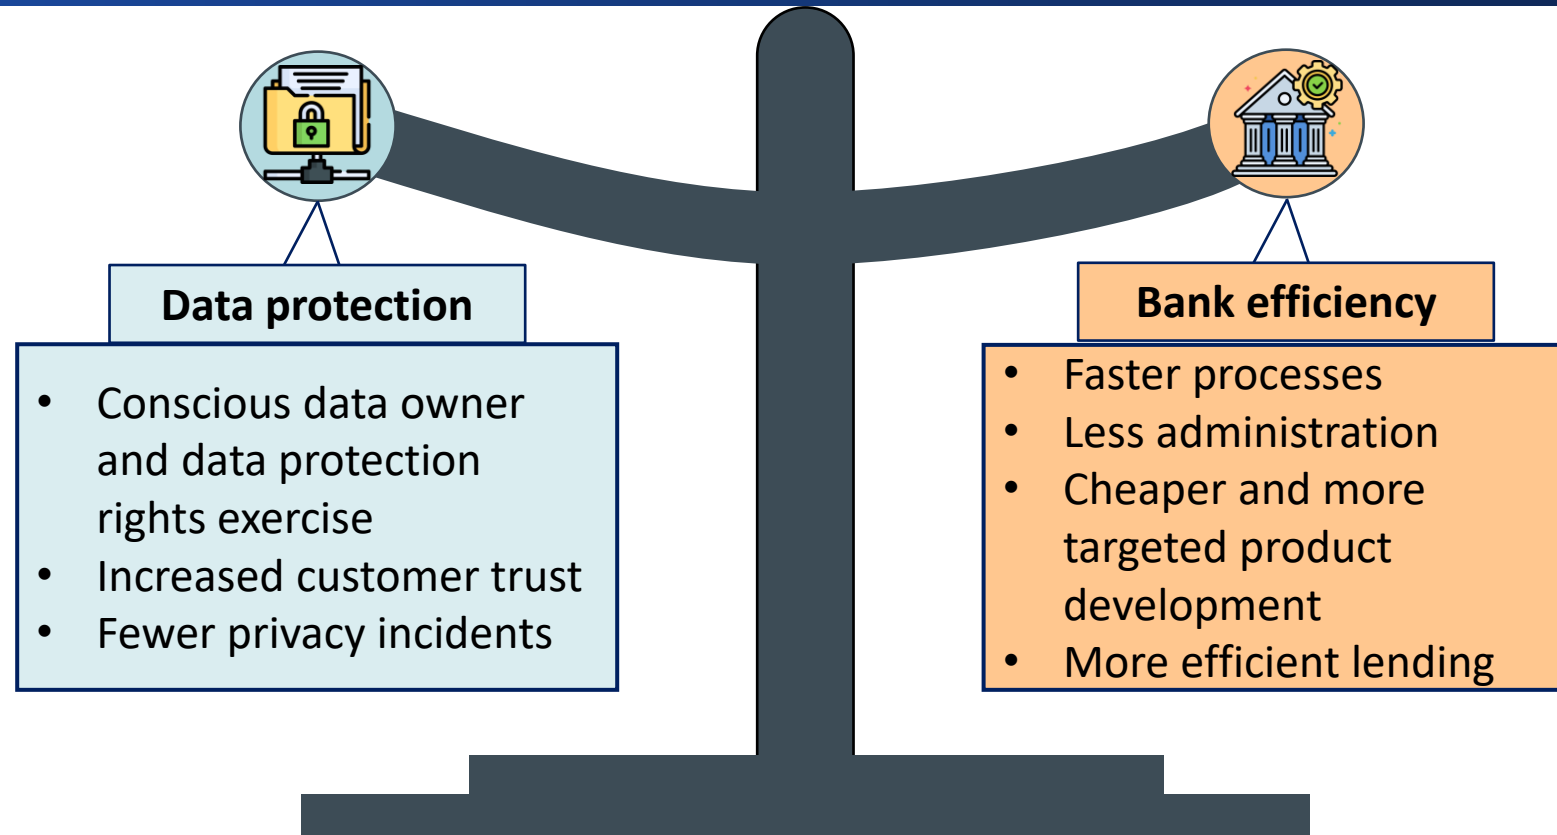 Data protection
• Conscious data owner
and data protection
rights exercise
• Increased customer trust
• Fewer privacy incidents
Bank efficiency
• Faster processes
• Less administration
• Cheaper and more
targeted product
development
• More efficient lending